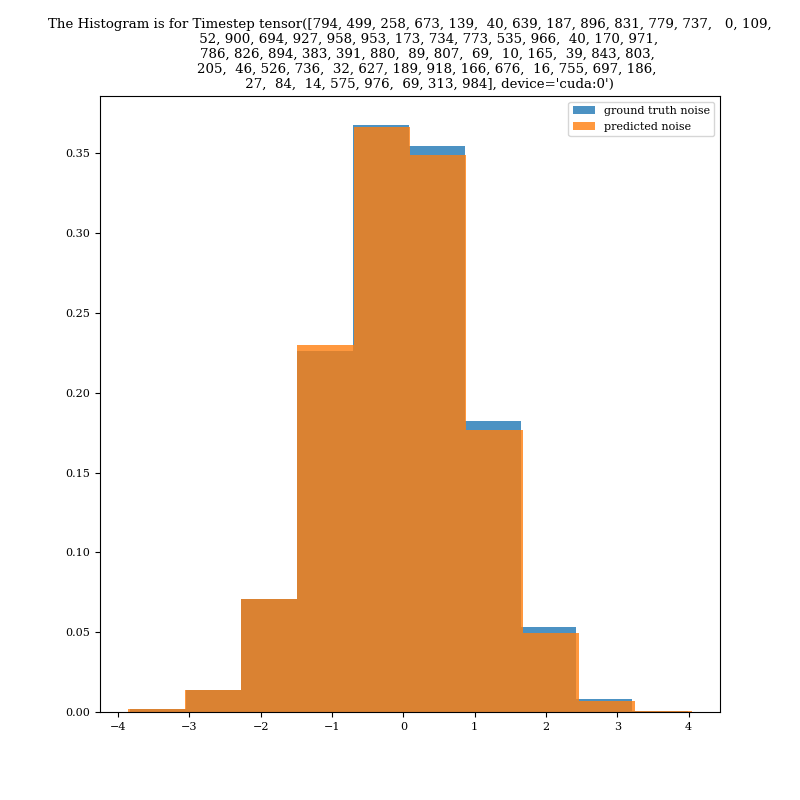 The Histogram is for Timestep tensor([794, 499, 258, 673, 139,  40, 639, 187, 896, 831, 779, 737,   0, 109,
52, 900, 694, 927, 958, 953, 173, 734, 773, 535, 966,  40, 170, 971,
786, 826, 894, 383, 391, 880,  89, 807,  69,  10, 165,  39, 843, 803,
205,  46, 526, 736,  32, 627, 189, 918, 166, 676,  16, 755, 697, 186,
27,  84,  14, 575, 976,  69, 313, 984], device='cuda:0')
ground truth noise
predicted noise
0.35
0.30
0.25
0.20
0.15
0.10
0.05
0.00
−4 −3 −2 −1 0 1 2 3 4